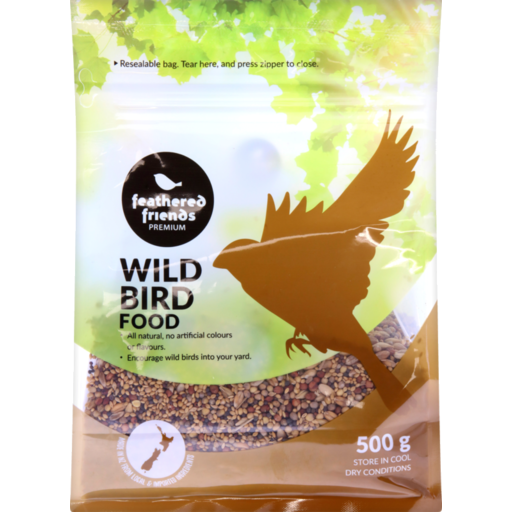 ▸ Resealable bag. Tear here, and press zipper to close.
feathered
friends
PREMIUM
WILD
BIRD
FOOD
All natural, no artificial colours
or flavours.
• Encourage wild birds into your yard.
500 g
STORE IN COOL
DRY CONDITIONS